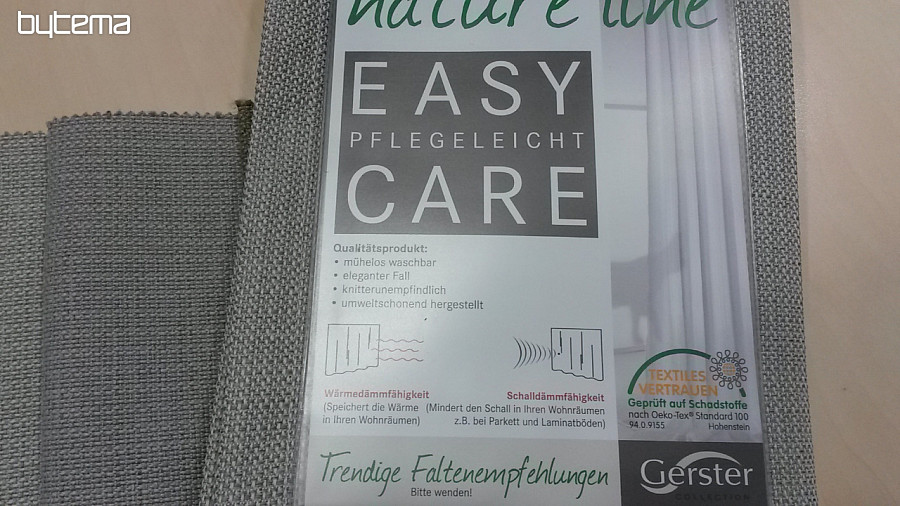 bytema
nature line
EASY
PFLEGELEICHT
CARE
Qualitätsprodukt:
• mühelos waschbar
• eleganter Fall
• knitterunempfindlich
• umweltschonend hergestellt
Wärmedämmfähigkeit
(Speichert die Wärme
in Ihren Wohnräumen)
Schalldämmfähigkeit
(Mindert den Schall in Ihren Wohnräumen
z.B. bei Parkett und Laminatböden)
TEXTILES
VERTRAUEN
Geprüft auf Schadstoffe
nach Oeko-Tex® Standard 100
94.0.9155 Hohenstein
Trendige Faltenempfehlungen
Bitte wenden!
Gerster
COLLECTION